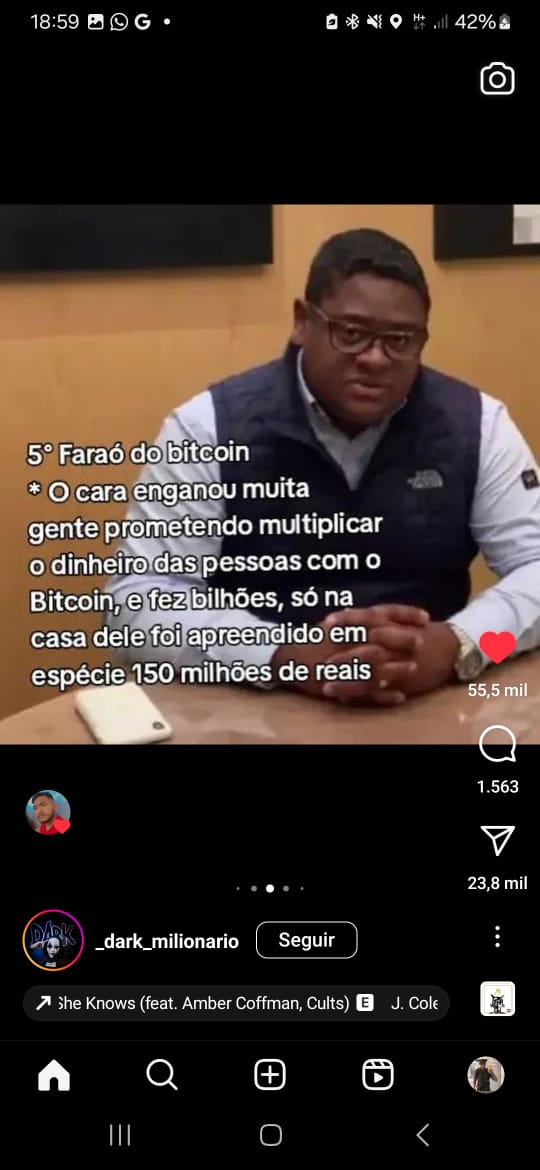 18:59
H+
42%
5° Faraó do bitcoin
* O cara enganou muita
gente prometendo multiplicar
o dinheiro das pessoas com o
Bitcoin, e fez bilhões, só na
casa dele foi apreendido em
espécie 150 milhões de reais
55,5 mil
1.563
23,8 mil
DARK
_dark_milionario
Seguir
She Knows (feat. Amber Coffman, Cults) E J. Cole